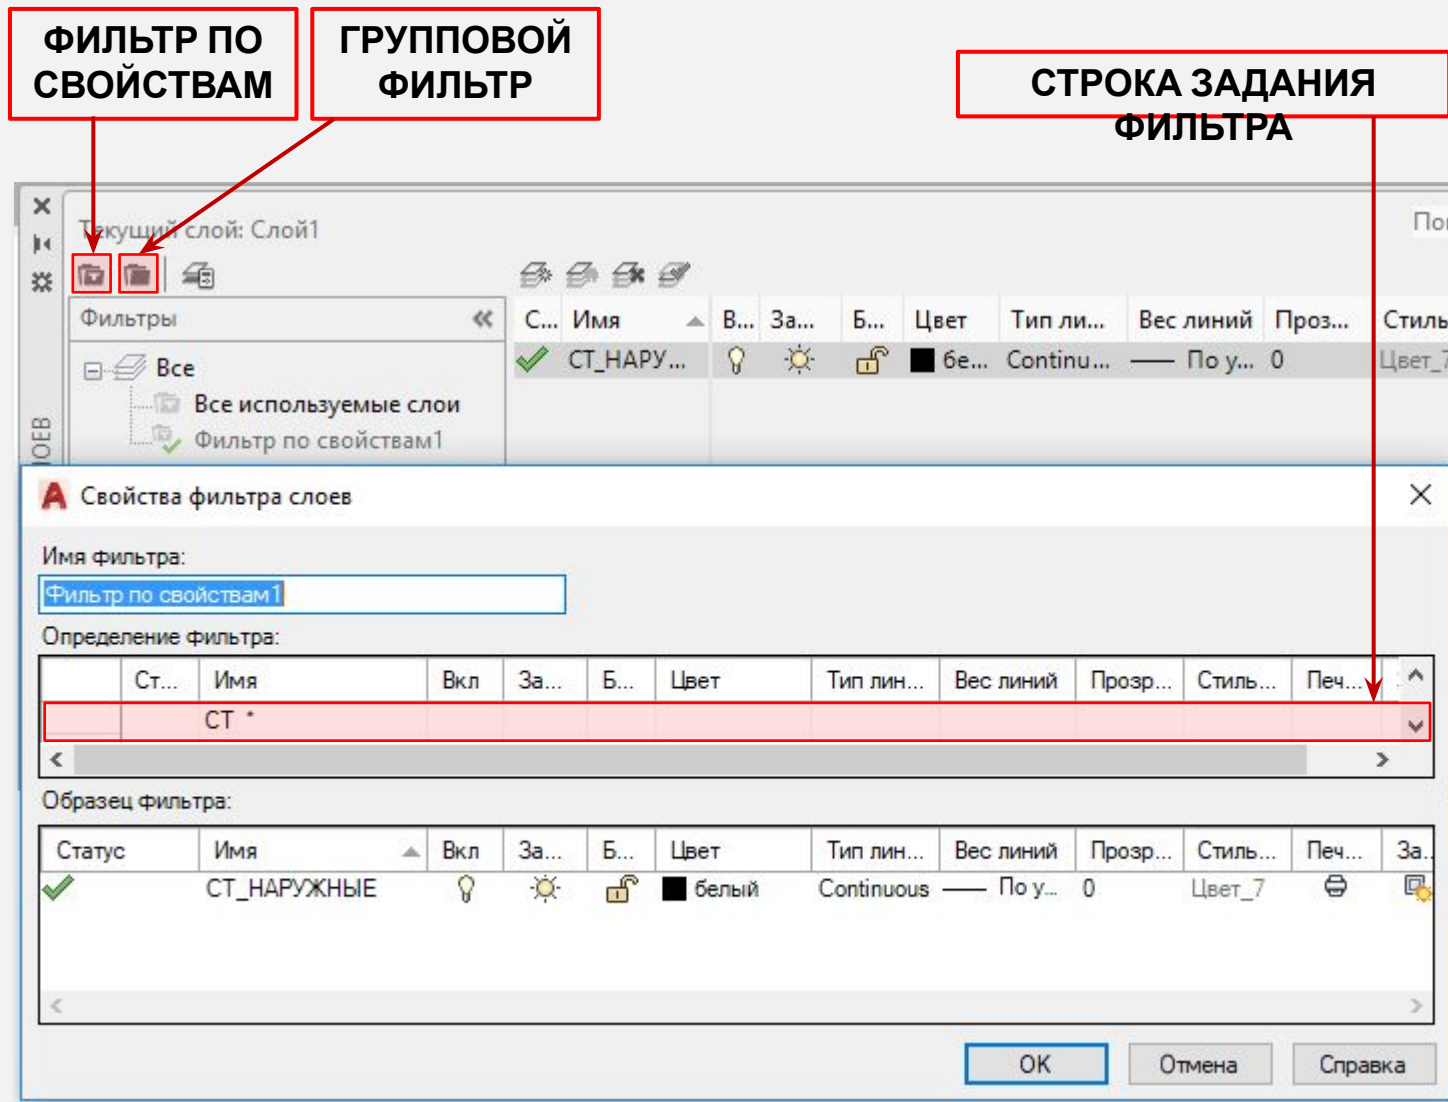 ФИЛЬТР ПО
СВОЙСТВАМ
ГРУППОВОЙ
ФИЛЬТР
СТРОКА ЗАДАНИЯ
ФИЛЬТРА
Текущий слой: Слой1
Фильтры
С... Имя В... За... Б... Цвет Тип ли... Вес линий Проз... Стиль
СТ_НАРУ... бе... Continu... По у... 0 Цвет_7
Все
Все используемые слои
Фильтр по свойствам1
Свойства фильтра слоев
Имя фильтра:
Фильтр по свойствам1
Определение фильтра:
Ст... Имя Вкл За... Б... Цвет Тип лин... Вес линий Прозр... Стиль... Печ...
СТ *
Образец фильтра:
Статус Имя Вкл За... Б... Цвет Тип лин... Вес линий Прозр... Стиль... Печ... За..
СТ_НАРУЖНЫЕ белый Continuous По у... 0 Цвет_7
OK Отмена Справка